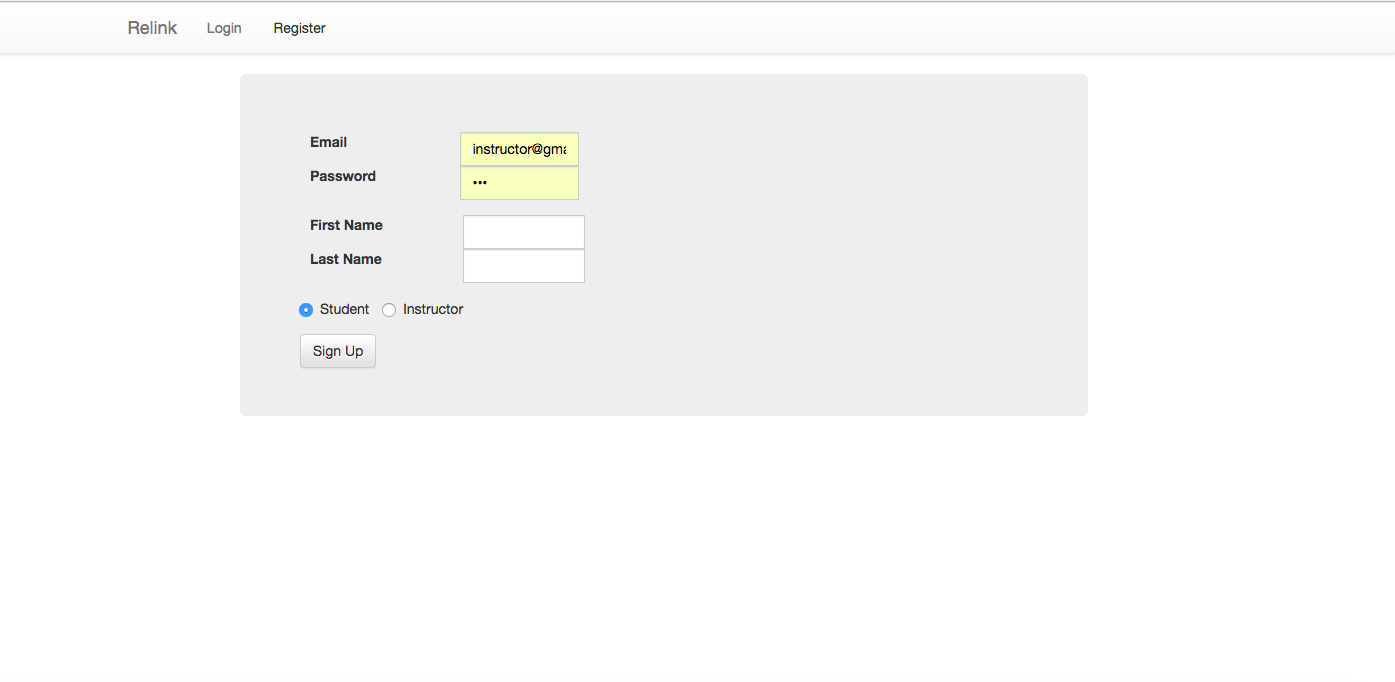 Relink Login Register
Email instructor@gma
Password •••
First Name
Last Name
Student Instructor
Sign Up